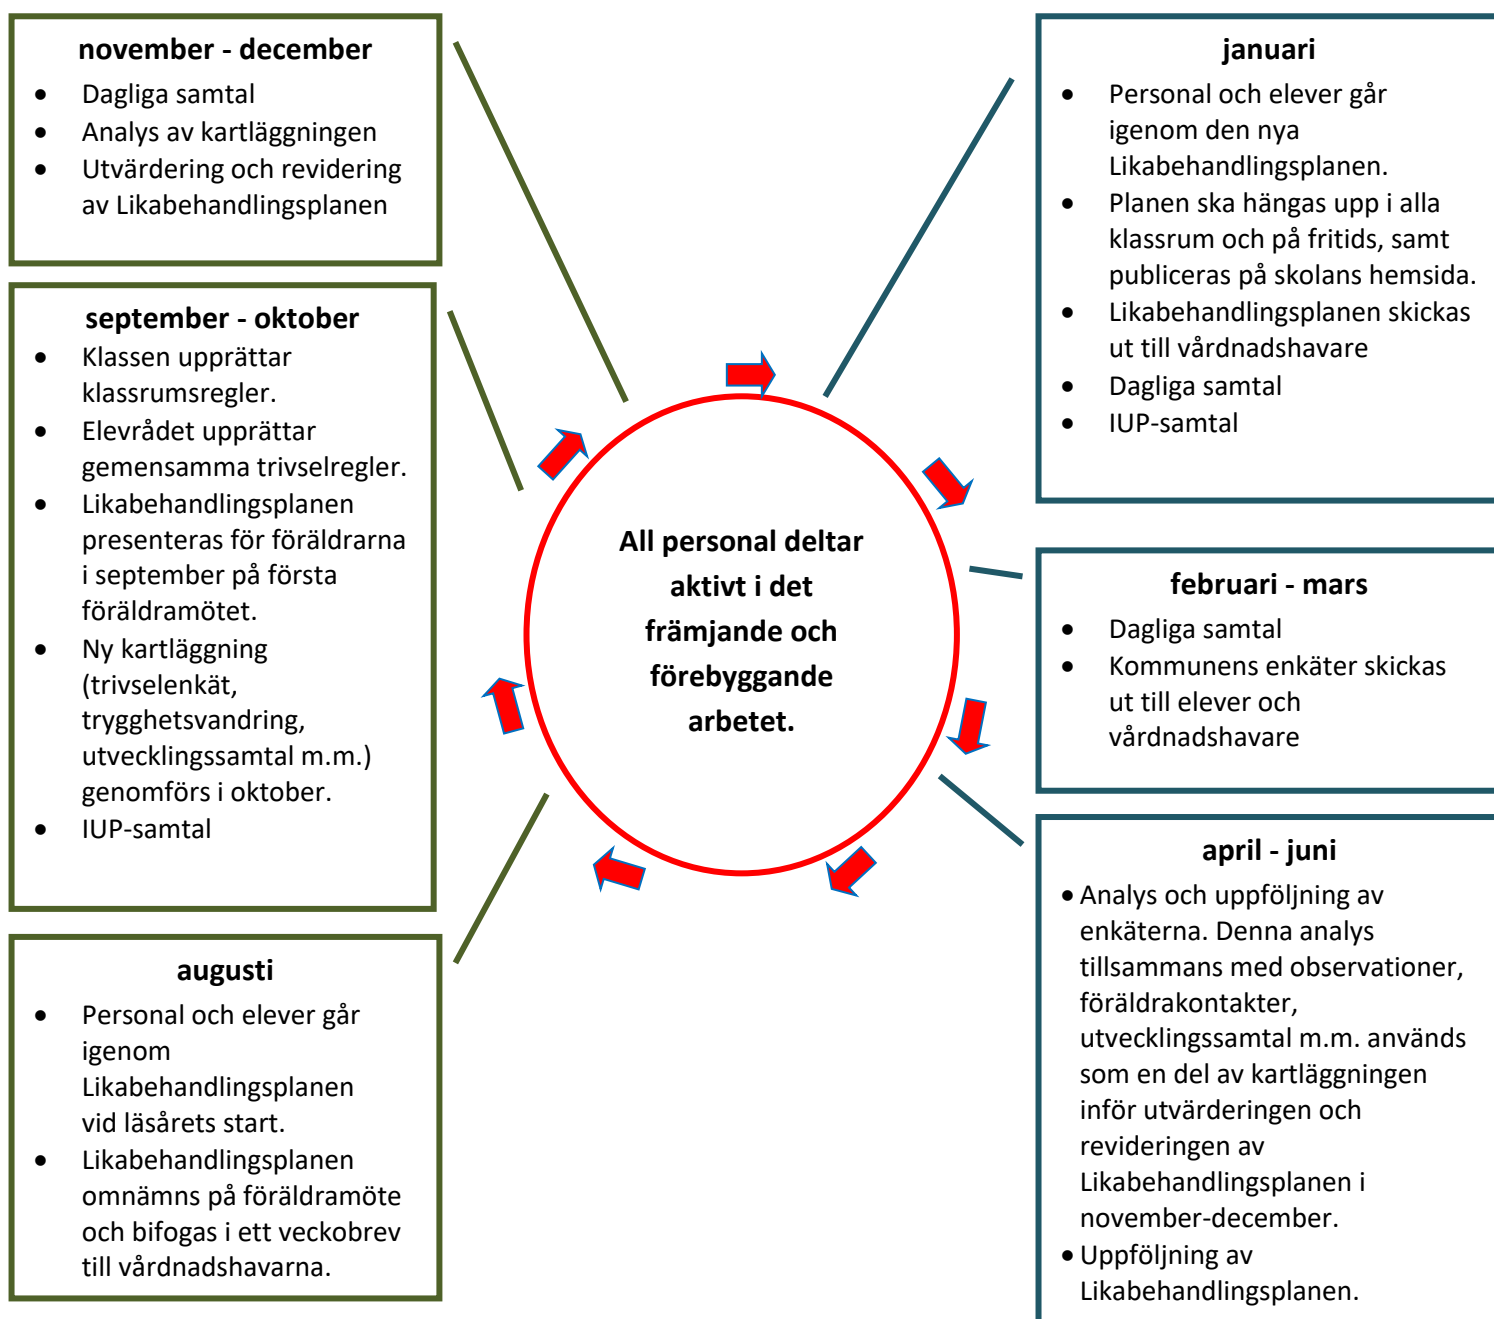 november - december
• Dagliga samtal
• Analys av kartläggningen
• Utvärdering och revidering
av Likabehandlingsplanen
september - oktober
• Klassen upprättar
klassrumsregler.
• Elevrådet upprättar
gemensamma trivselregler.
• Likabehandlingsplanen
presenteras för föräldrarna
i september på första
föräldramötet.
• Ny kartläggning
(trivselenkät,
trygghetsvandring,
utvecklingssamtal m.m.)
genomförs i oktober.
• IUP-samtal
augusti
• Personal och elever går
igenom
Likabehandlingsplanen
vid läsårets start.
• Likabehandlingsplanen
omnämns på föräldramöte
och bifogas i ett veckobrev
till vårdnadshavarna.
All personal deltar
aktivt i det
främjande och
förebyggande
arbetet.
januari
• Personal och elever går
igenom den nya
Likabehandlingsplanen.
• Planen ska hängas upp i alla
klassrum och på fritids, samt
publiceras på skolans hemsida.
• Likabehandlingsplanen skickas
ut till vårdnadshavare
• Dagliga samtal
• IUP-samtal
februari - mars
• Dagliga samtal
• Kommunens enkäter skickas
ut till elever och
vårdnadshavare
april - juni
• Analys och uppföljning av
enkäterna. Denna analys
tillsammans med observationer,
föräldrakontakter,
utvecklingssamtal m.m. används
som en del av kartläggningen
inför utvärderingen och
revideringen av
Likabehandlingsplanen i
november-december.
• Uppföljning av
Likabehandlingsplanen.